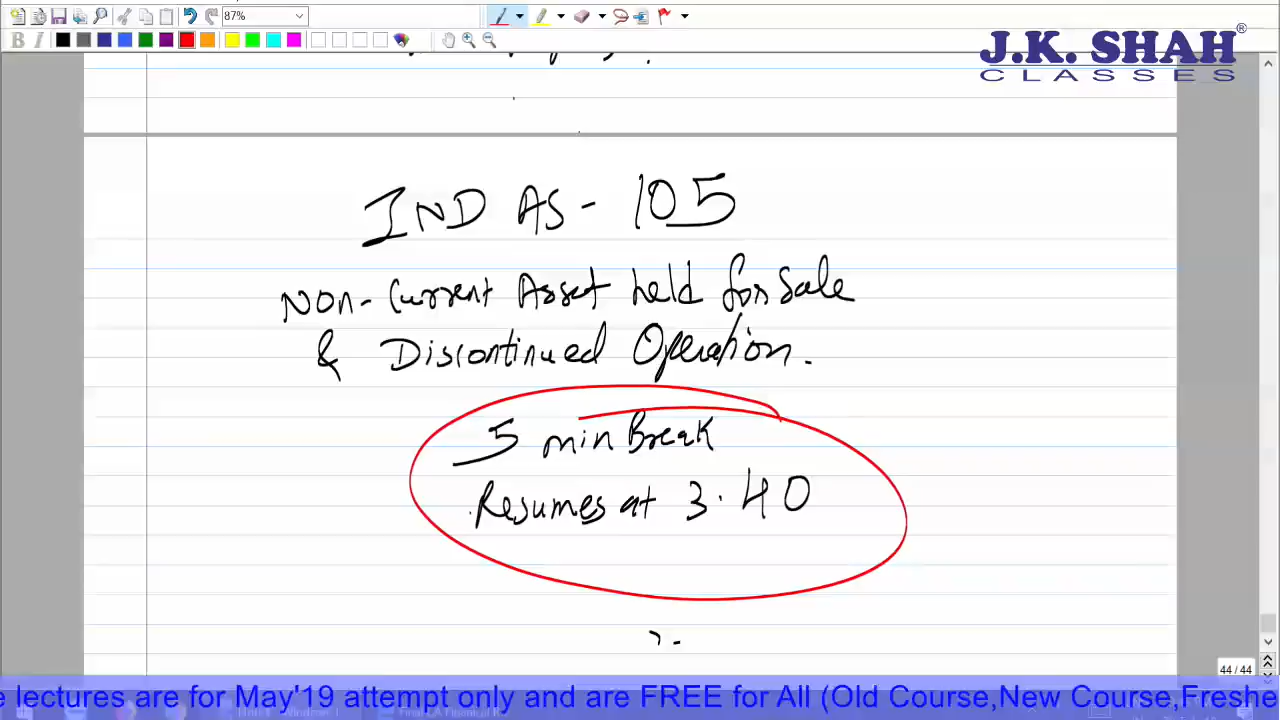 87%
J.K. SHAH®
CLASSES
IND AS - 105
Non-Current Asset held for Sale
& Discontinued Operation.
5 min Break
Resumes at 3.40
44 / 44
e lectures are for May'19 attempt only and are FREE for All (Old Course,New Course,Freshe